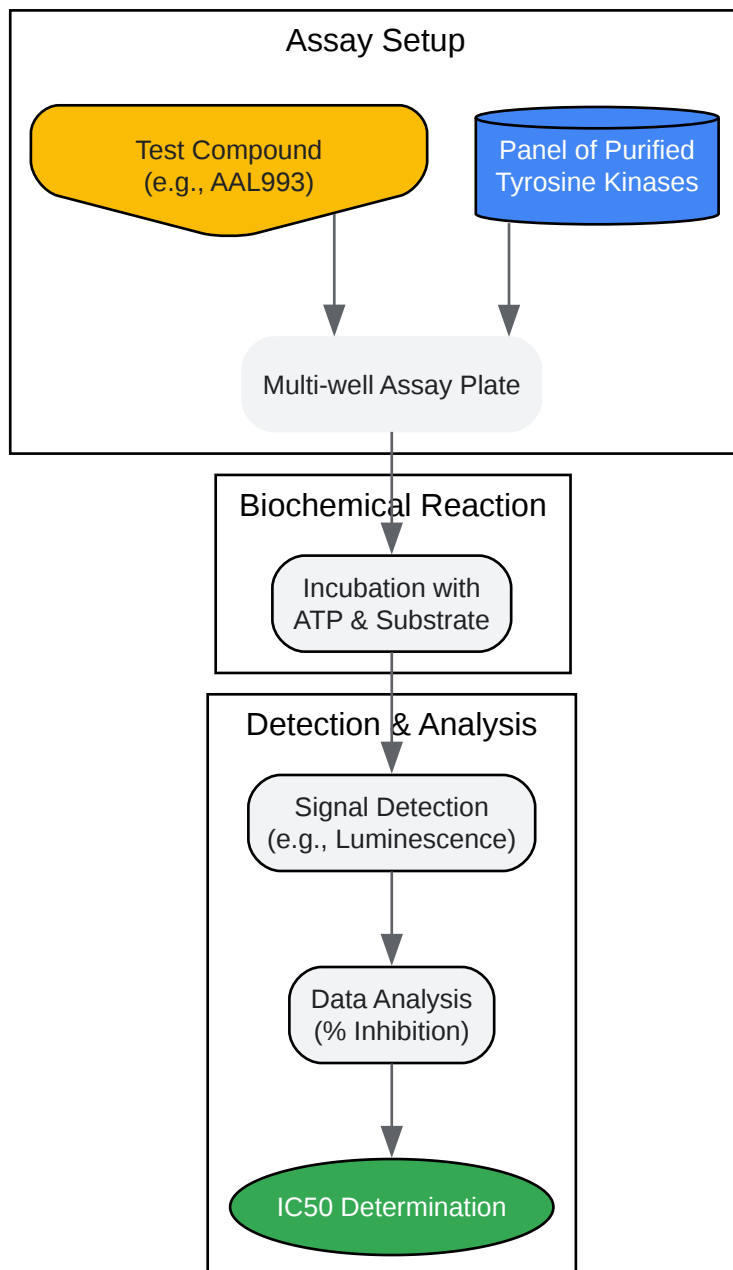 Assay Setup
Test Compound
(e.g., AAL993)
Panel of Purified
Tyrosine Kinases
Multi-well Assay Plate
Biochemical Reaction
Incubation with
ATP & Substrate
Detection & Analysis
Signal Detection
(e.g., Luminescence)
Data Analysis
(% Inhibition)
IC50 Determination